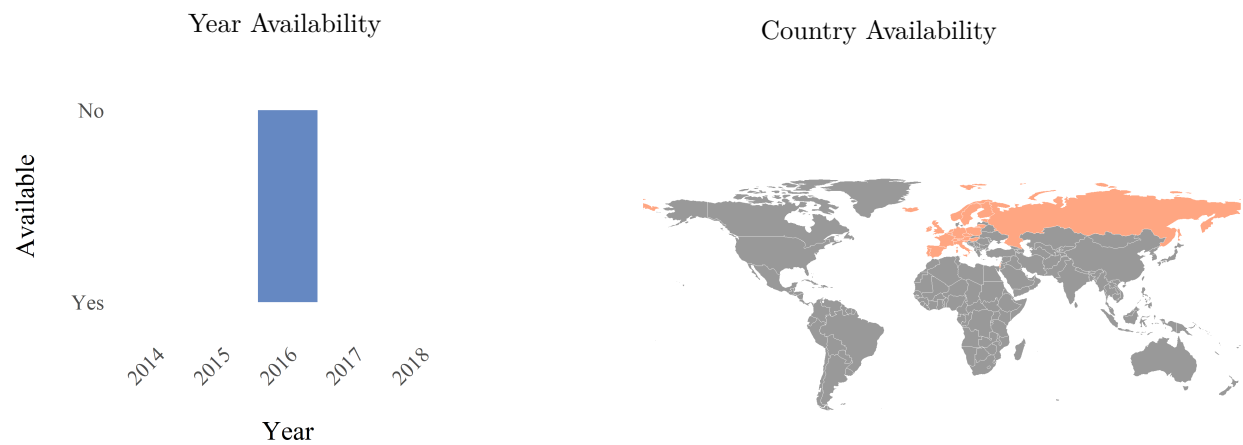 Year Availability
Country Availability
No
Available
Yes
2014
2015
2016
2017
2018
Year